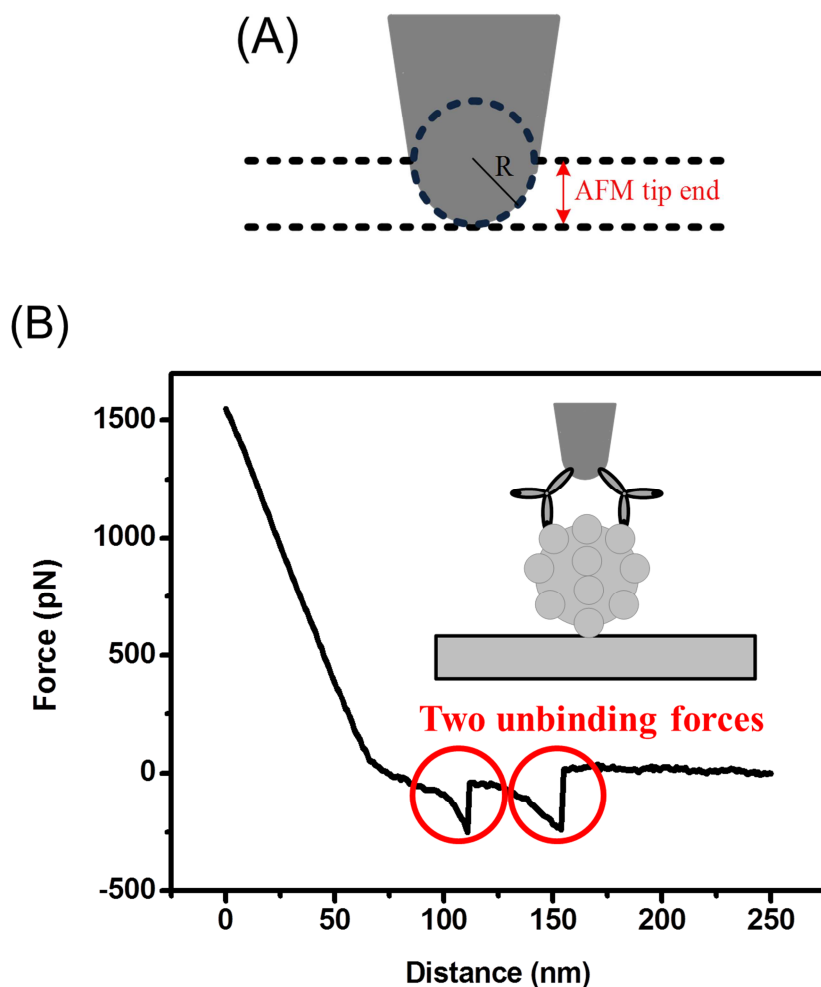 (A)
R
AFM tip end
(B)
1500
1000
500
0
-500
Force (pN)
Two unbinding forces
0 50 100 150 200 250
Distance (nm)